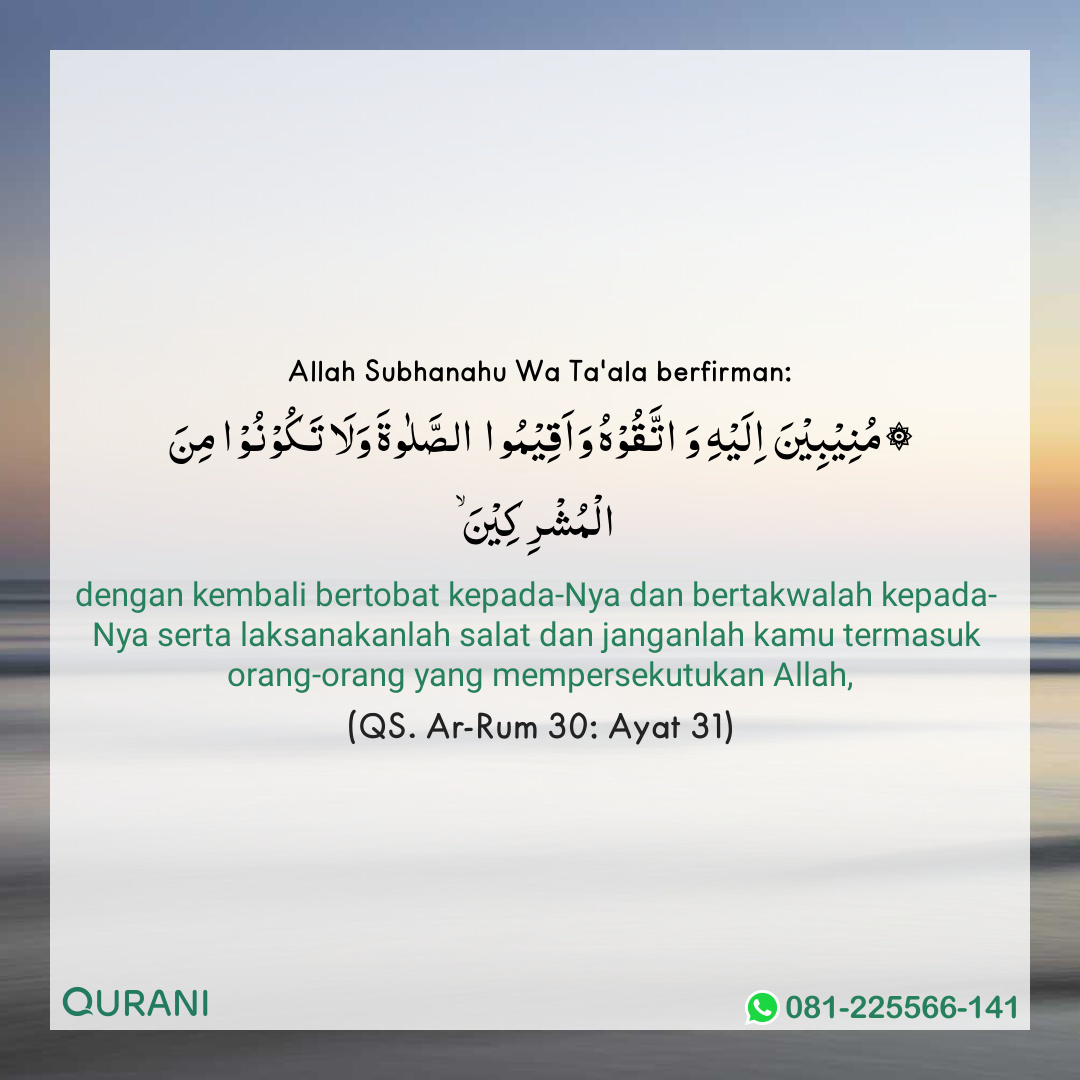 Allah Subhanahu Wa Ta'ala berfirman:
۞ مُنِيْبِيْنَ اِلَيْهِ وَاتَّقُوْهُ وَاَقِيْمُوا الصَّلٰوةَ وَلَا تَكُوْنُوْا مِنَ
الْمُشْرِكِيْنَۙ
dengan kembali bertobat kepada-Nya dan bertakwalah kepada-
Nya serta laksanakanlah salat dan janganlah kamu termasuk
orang-orang yang mempersekutukan Allah,
(QS. Ar-Rum 30: Ayat 31)
QURANI
081-225566-141